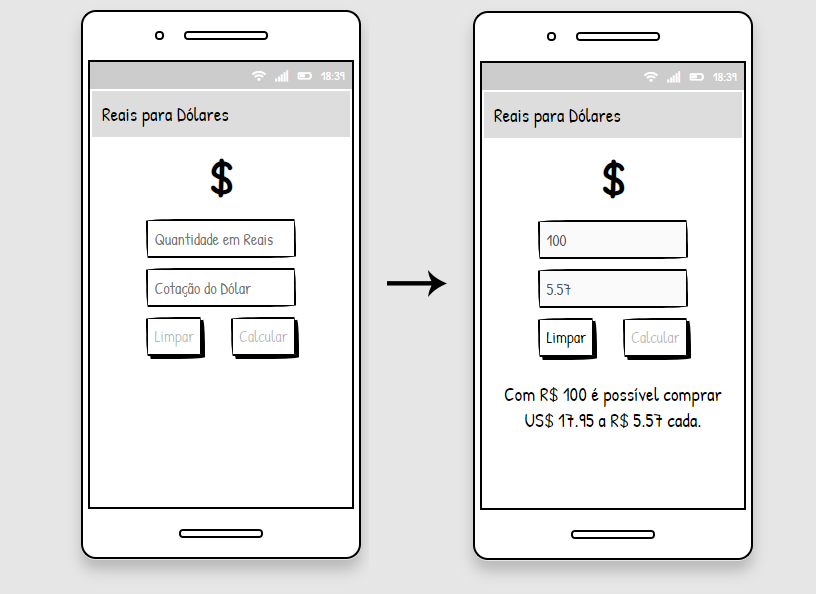 18:39
Reais para Dólares
$
Quantidade em Reais
Cotação do Dólar
Limpar Calcular
18:39
Reais para Dólares
$
100
5.57
Limpar Calcular
Com R$ 100 é possível comprar
US$ 17.95 a R$ 5.57 cada.